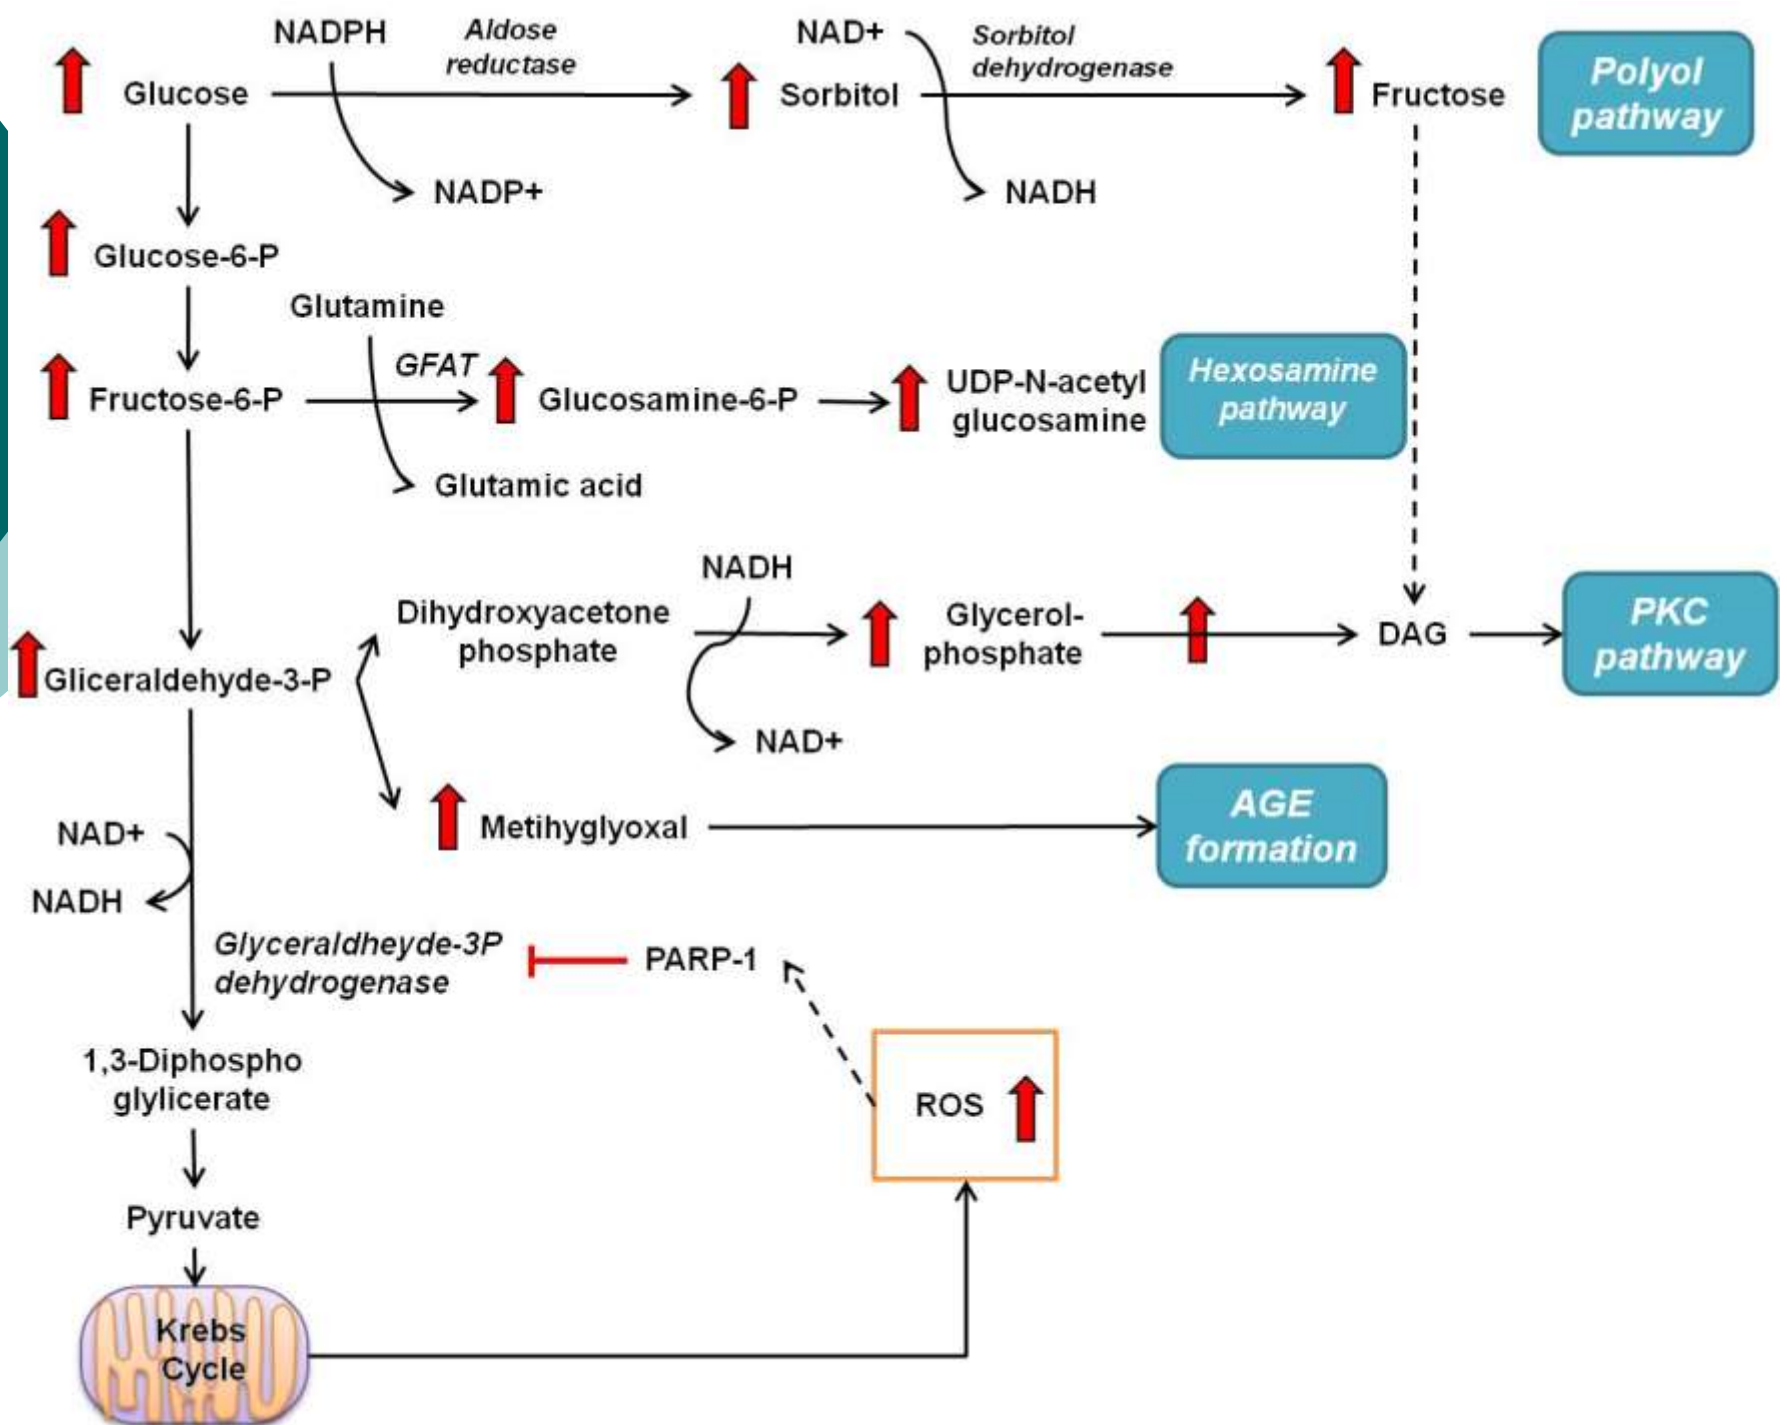 NADPH
Aldose
reductase
NAD+
Sorbitol
dehydrogenase
Glucose
Sorbitol
Fructose
Polyol
pathway
NADP+
NADH
Glucose-6-P
Glutamine
GFAT
Fructose-6-P
Glucosamine-6-P
UDP-N-acetyl
glucosamine
Hexosamine
pathway
Glutamic acid
NADH
Dihydroxyacetone
phosphate
Glycerol-
phosphate
DAG
PKC
pathway
Gliceraldehyde-3-P
NAD+
Metihyglyoxal
AGE
formation
NAD+
NADH
Glyceraldheyde-3P
dehydrogenase
PARP-1
1,3-Diphospho
glylicerate
ROS
Pyruvate
Krebs
Cycle